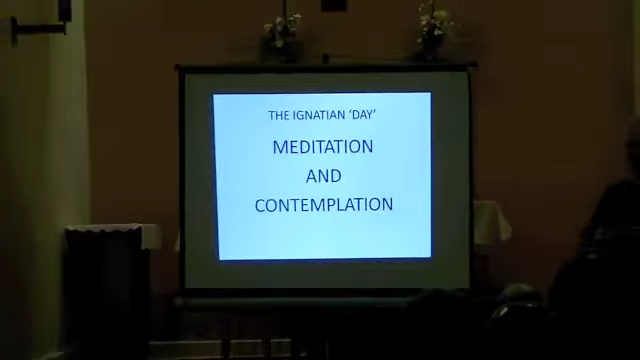 THE IGNATIAN ‘DAY’
MEDITATION
AND
CONTEMPLATION